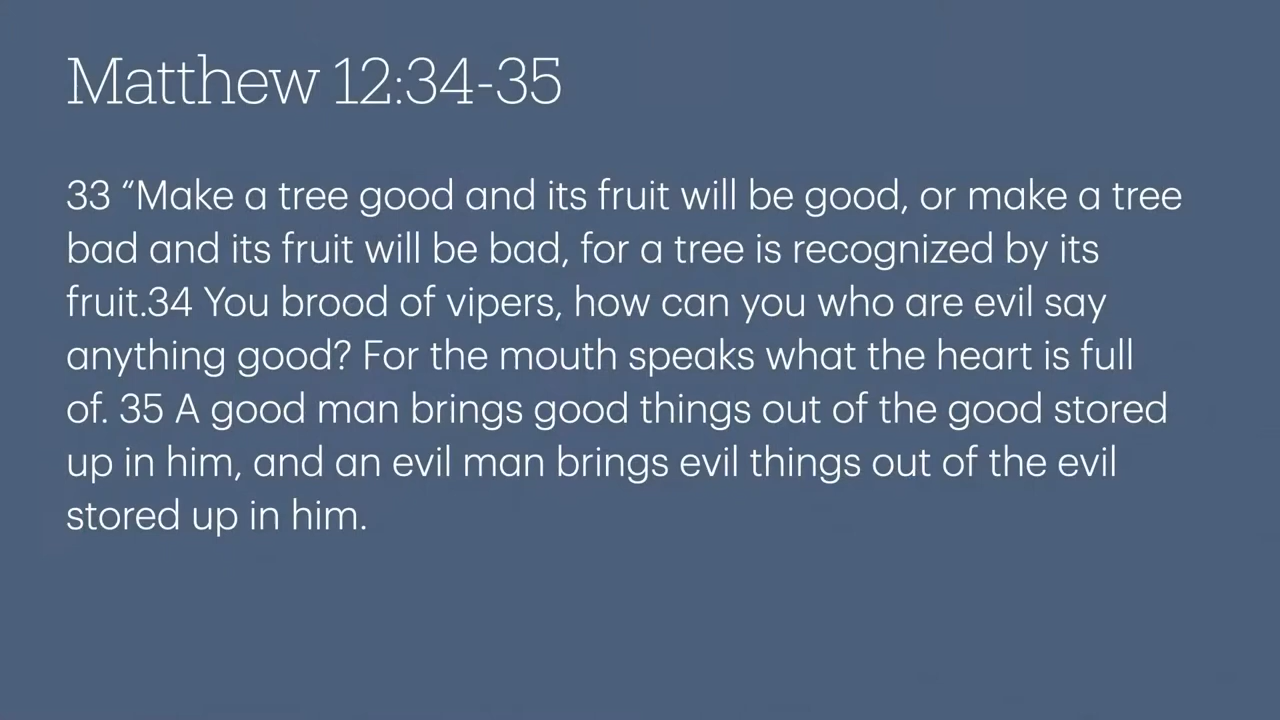 Matthew 12:34-35
33 “Make a tree good and its fruit will be good, or make a tree
bad and its fruit will be bad, for a tree is recognized by its
fruit.34 You brood of vipers, how can you who are evil say
anything good? For the mouth speaks what the heart is full
of. 35 A good man brings good things out of the good stored
up in him, and an evil man brings evil things out of the evil
stored up in him.